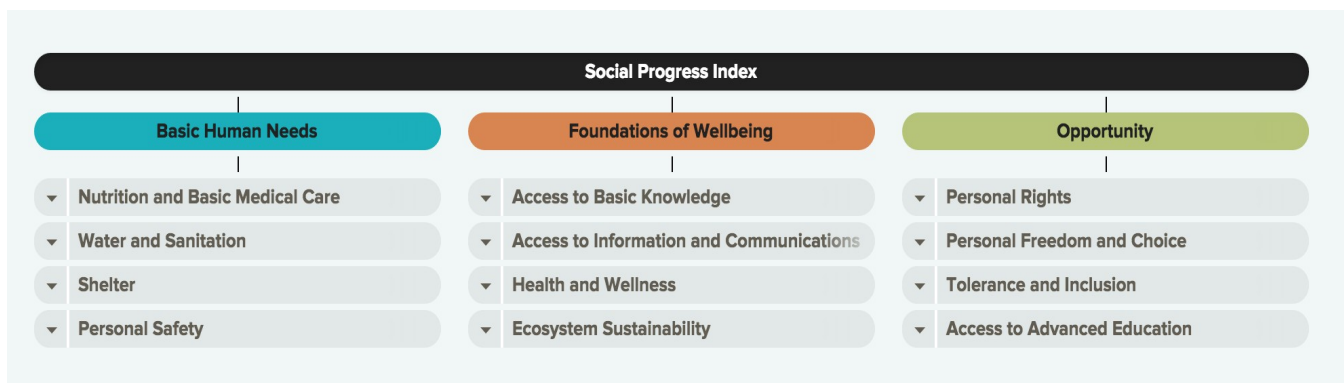 Social Progress Index
Basic Human Needs
Nutrition and Basic Medical Care
Water and Sanitation
Shelter
Personal Safety
Foundations of Wellbeing
Access to Basic Knowledge
Access to Information and Communications
Health and Wellness
Ecosystem Sustainability
Opportunity
Personal Rights
Personal Freedom and Choice
Tolerance and Inclusion
Access to Advanced Education